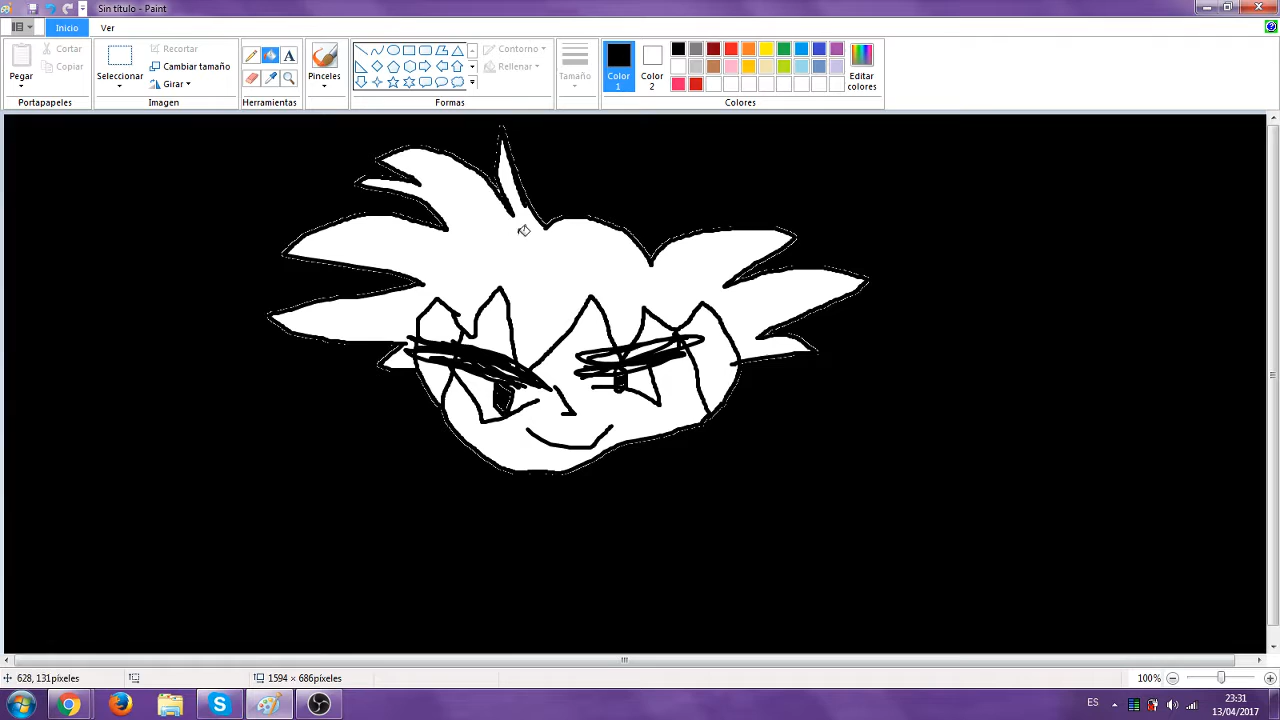 Sin título - Paint
Inicio
Ver
Pegar
Cortar
Copiar
Portapapeles
Seleccionar
Recortar
Cambiar tamaño
Girar
Imagen
A
Herramientas
Pinceles
Contorno
Rellenar
Formas
Tamaño
Color 1
Color 2
Editar colores
Colores
628, 131píxeles
1594 × 686píxeles
100%
ES
23:31
13/04/2017